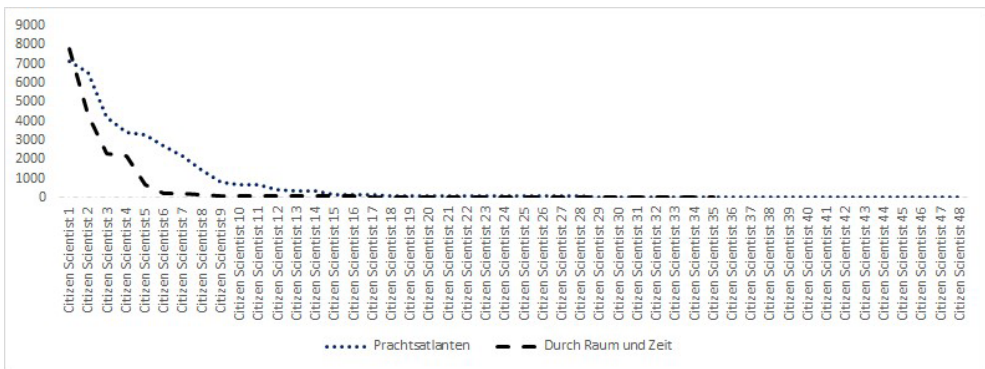 9000
8000
7000
6000
5000
4000
3000
2000
1000
0
Citizen Scientist 1
Citizen Scientist 2
Citizen Scientist 3
Citizen Scientist 4
Citizen Scientist 5
Citizen Scientist 6
Citizen Scientist 7
Citizen Scientist 8
Citizen Scientist 9
Citizen Scientist 10
Citizen Scientist 11
Citizen Scientist 12
Citizen Scientist 13
Citizen Scientist 14
Citizen Scientist 15
Citizen Scientist 16
Citizen Scientist 17
Citizen Scientist 18
Citizen Scientist 19
Citizen Scientist 20
Citizen Scientist 21
Citizen Scientist 22
Citizen Scientist 23
Citizen Scientist 24
Citizen Scientist 25
Citizen Scientist 26
Citizen Scientist 27
Citizen Scientist 28
Citizen Scientist 29
Citizen Scientist 30
Citizen Scientist 31
Citizen Scientist 32
Citizen Scientist 33
Citizen Scientist 34
Citizen Scientist 35
Citizen Scientist 36
Citizen Scientist 37
Citizen Scientist 38
Citizen Scientist 39
Citizen Scientist 40
Citizen Scientist 41
Citizen Scientist 42
Citizen Scientist 43
Citizen Scientist 44
Citizen Scientist 45
Citizen Scientist 46
Citizen Scientist 47
Citizen Scientist 48
Prachtsatlanten Durch Raum und Zeit